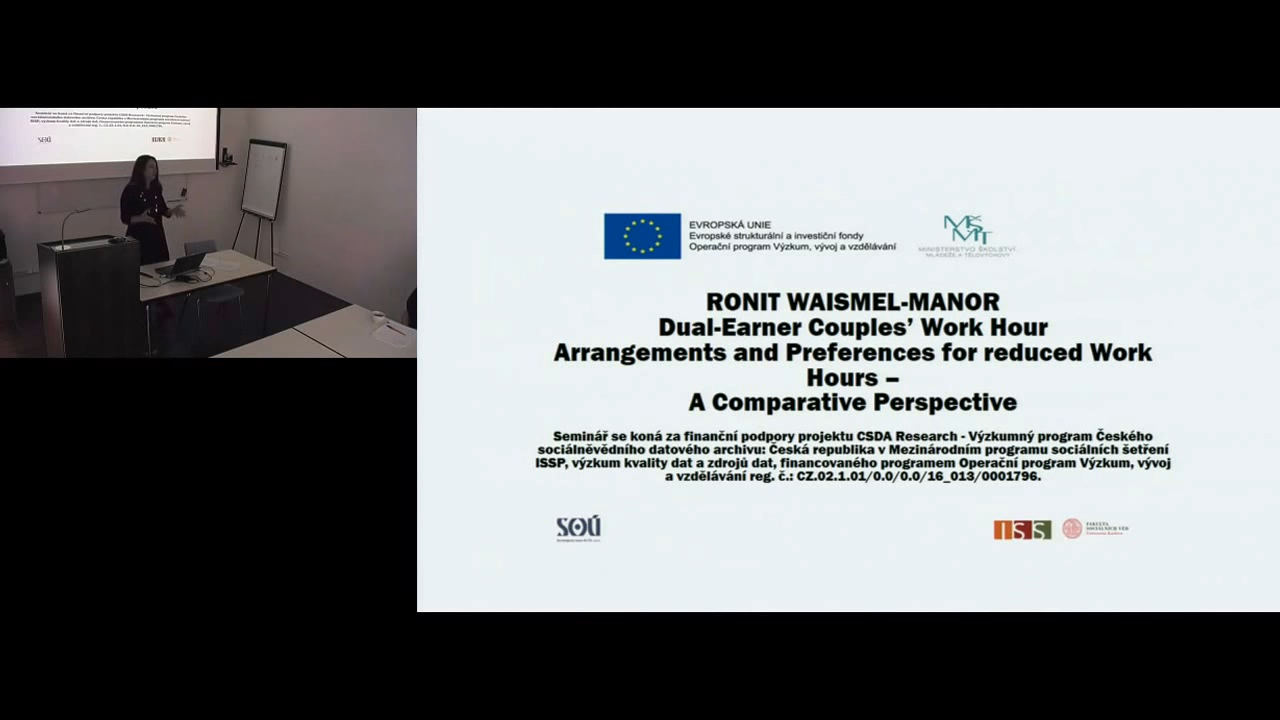 EVROPSKÁ UNIE
Evropské strukturální a investiční fondy
Operační program Výzkum, vývoj a vzdělávání
MŠMT
MINISTERSTVO ŠKOLSTVÍ,
MLÁDEŽE A TĚLOVÝCHOVY
RONIT WAISMEL-MANOR
Dual-Earner Couples’ Work Hour
Arrangements and Preferences for reduced Work
Hours –
A Comparative Perspective
Seminář se koná za finanční podpory projektu CSDA Research - Výzkumný program Českého
sociálněvědního datového archivu: Česká republika v Mezinárodním programu sociálních šetření
ISSP, výzkum kvality dat a zdrojů dat, financovaného programem Operační program Výzkum, vývoj
a vzdělávání reg. č.: CZ.02.1.01/0.0/0.0/16_013/0001796.
SOÚ
ISS
FAKULTA
SOCIÁLNÍCH VĚD